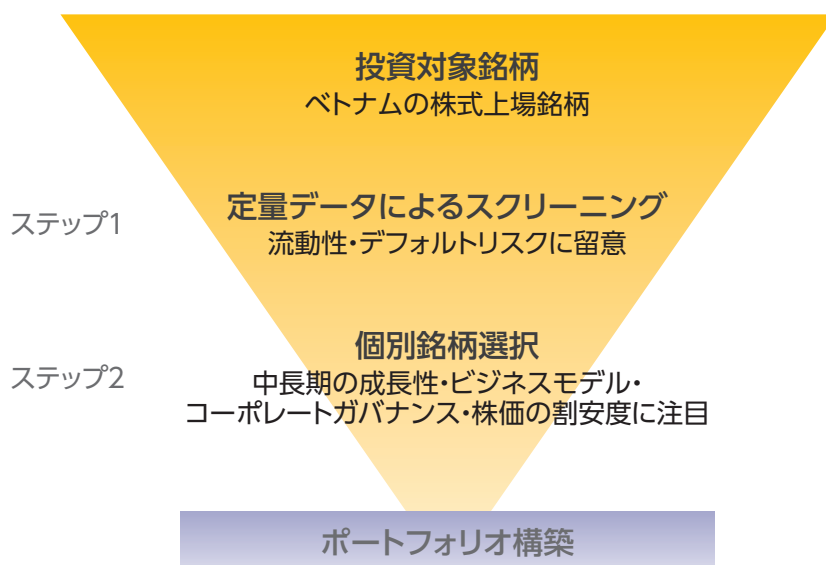 投資対象銘柄
ベトナムの株式上場銘柄
ステップ1
定量データによるスクリーニング
流動性・デフォルトリスクに留意
ステップ2
個別銘柄選択
中長期の成長性・ビジネスモデル・
コーポレートガバナンス・株価の割安度に注目
ポートフォリオ構築